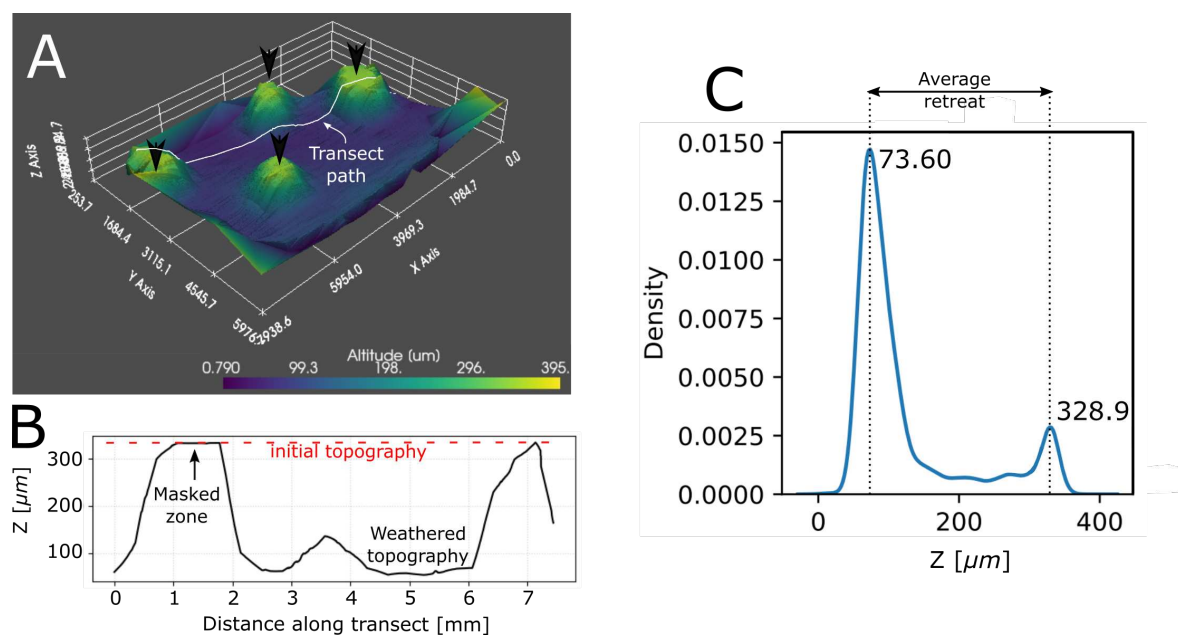 A
Transect
path
Z Axis
253.7
1684.4
3115.1
4545.7
Y Axis
0.0
1984.7
3969.3
5954.0
X Axis
Altitude (um)
0.790 99.3 198. 296. 395.
B
300
200
100
Z [µm]
initial topography
Masked
zone
Weathered
topography
0 1 2 3 4 5 6 7
Distance along transect [mm]
C
Average
retreat
73.60
328.9
0.0150
0.0125
0.0100
0.0075
0.0050
0.0025
0.0000
Density
0 200 400
Z [µm]